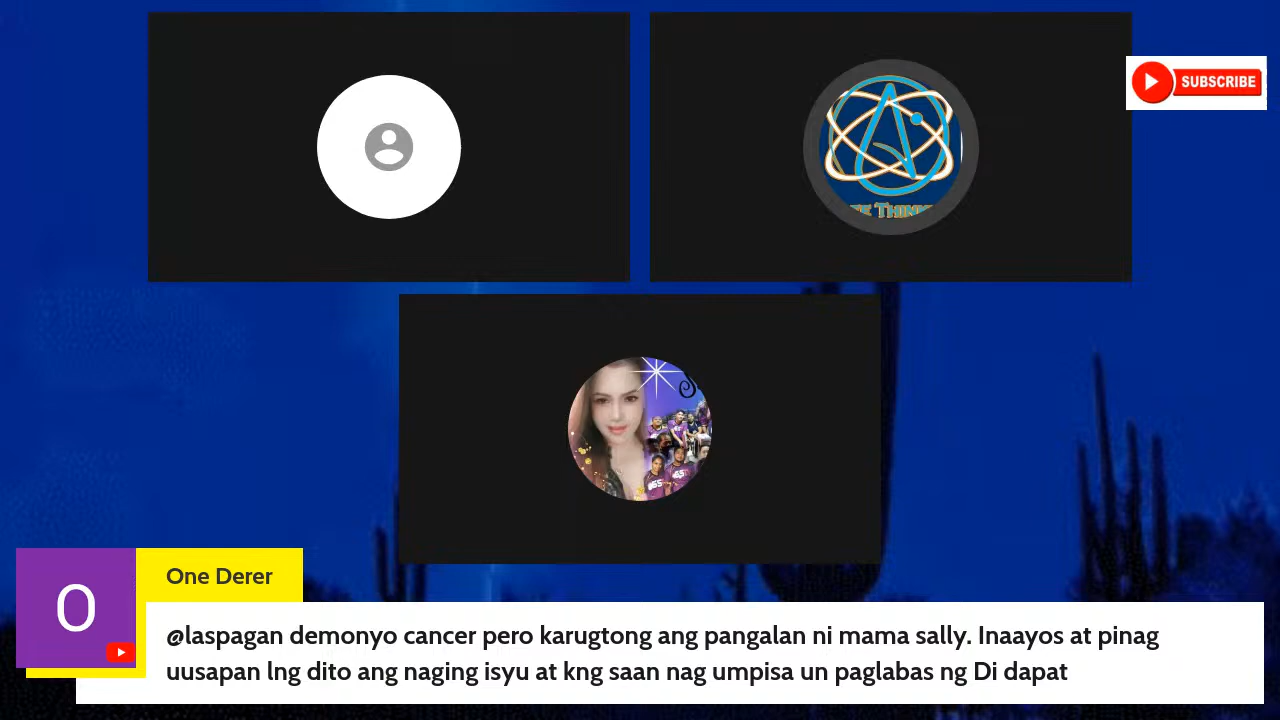 SUBSCRIBE
One Derer
O
@laspagan demonyo cancer pero karugtong ang pangalan ni mama sally. Inaayos at pinag
uusapan lng dito ang naging isyu at kng saan nag umpisa un paglabas ng Di dapat